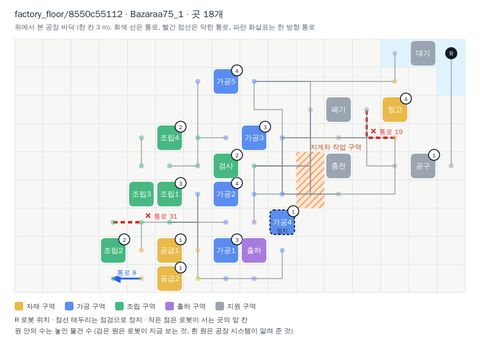 factory_floor/8550c55112 · Bazaraa75_1 · 곳 18개
위에서 본 공장 바닥 (한 칸 3 m). 회색 선은 통로, 빨간 점선은 막힌 통로, 파란 화살표는 한 방향 통로
대기 R
가공5 4
폐기 창고 4
✕ 통로 19
조립4 2 가공3 3
지게차 작업 구역
검사 2 충전 공구 1
조립3 조립1 3 가공2 4
✕ 통로 31
가공4 1
정지
조립2 2 공급1 1 가공1 3 출하
통로 8
공급2 1
자재 구역 가공 구역 조립 구역 출하 구역 지원 구역
R 로봇 위치 · 점선 테두리는 점검으로 정지 · 작은 점은 로봇이 서는 곳의 앞 칸
원 안의 수는 놓인 물건 수 (검은 원은 로봇이 지금 보는 것, 흰 원은 공장 시스템이 알려 준 것)